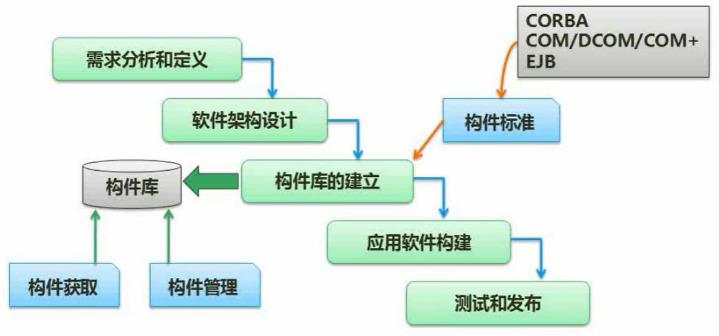 CORBA
COM/DCOM/COM+
EJB
需求分析和定义
软件架构设计
构件标准
构件库
构件库的建立
应用软件构建
构件获取
构件管理
测试和发布